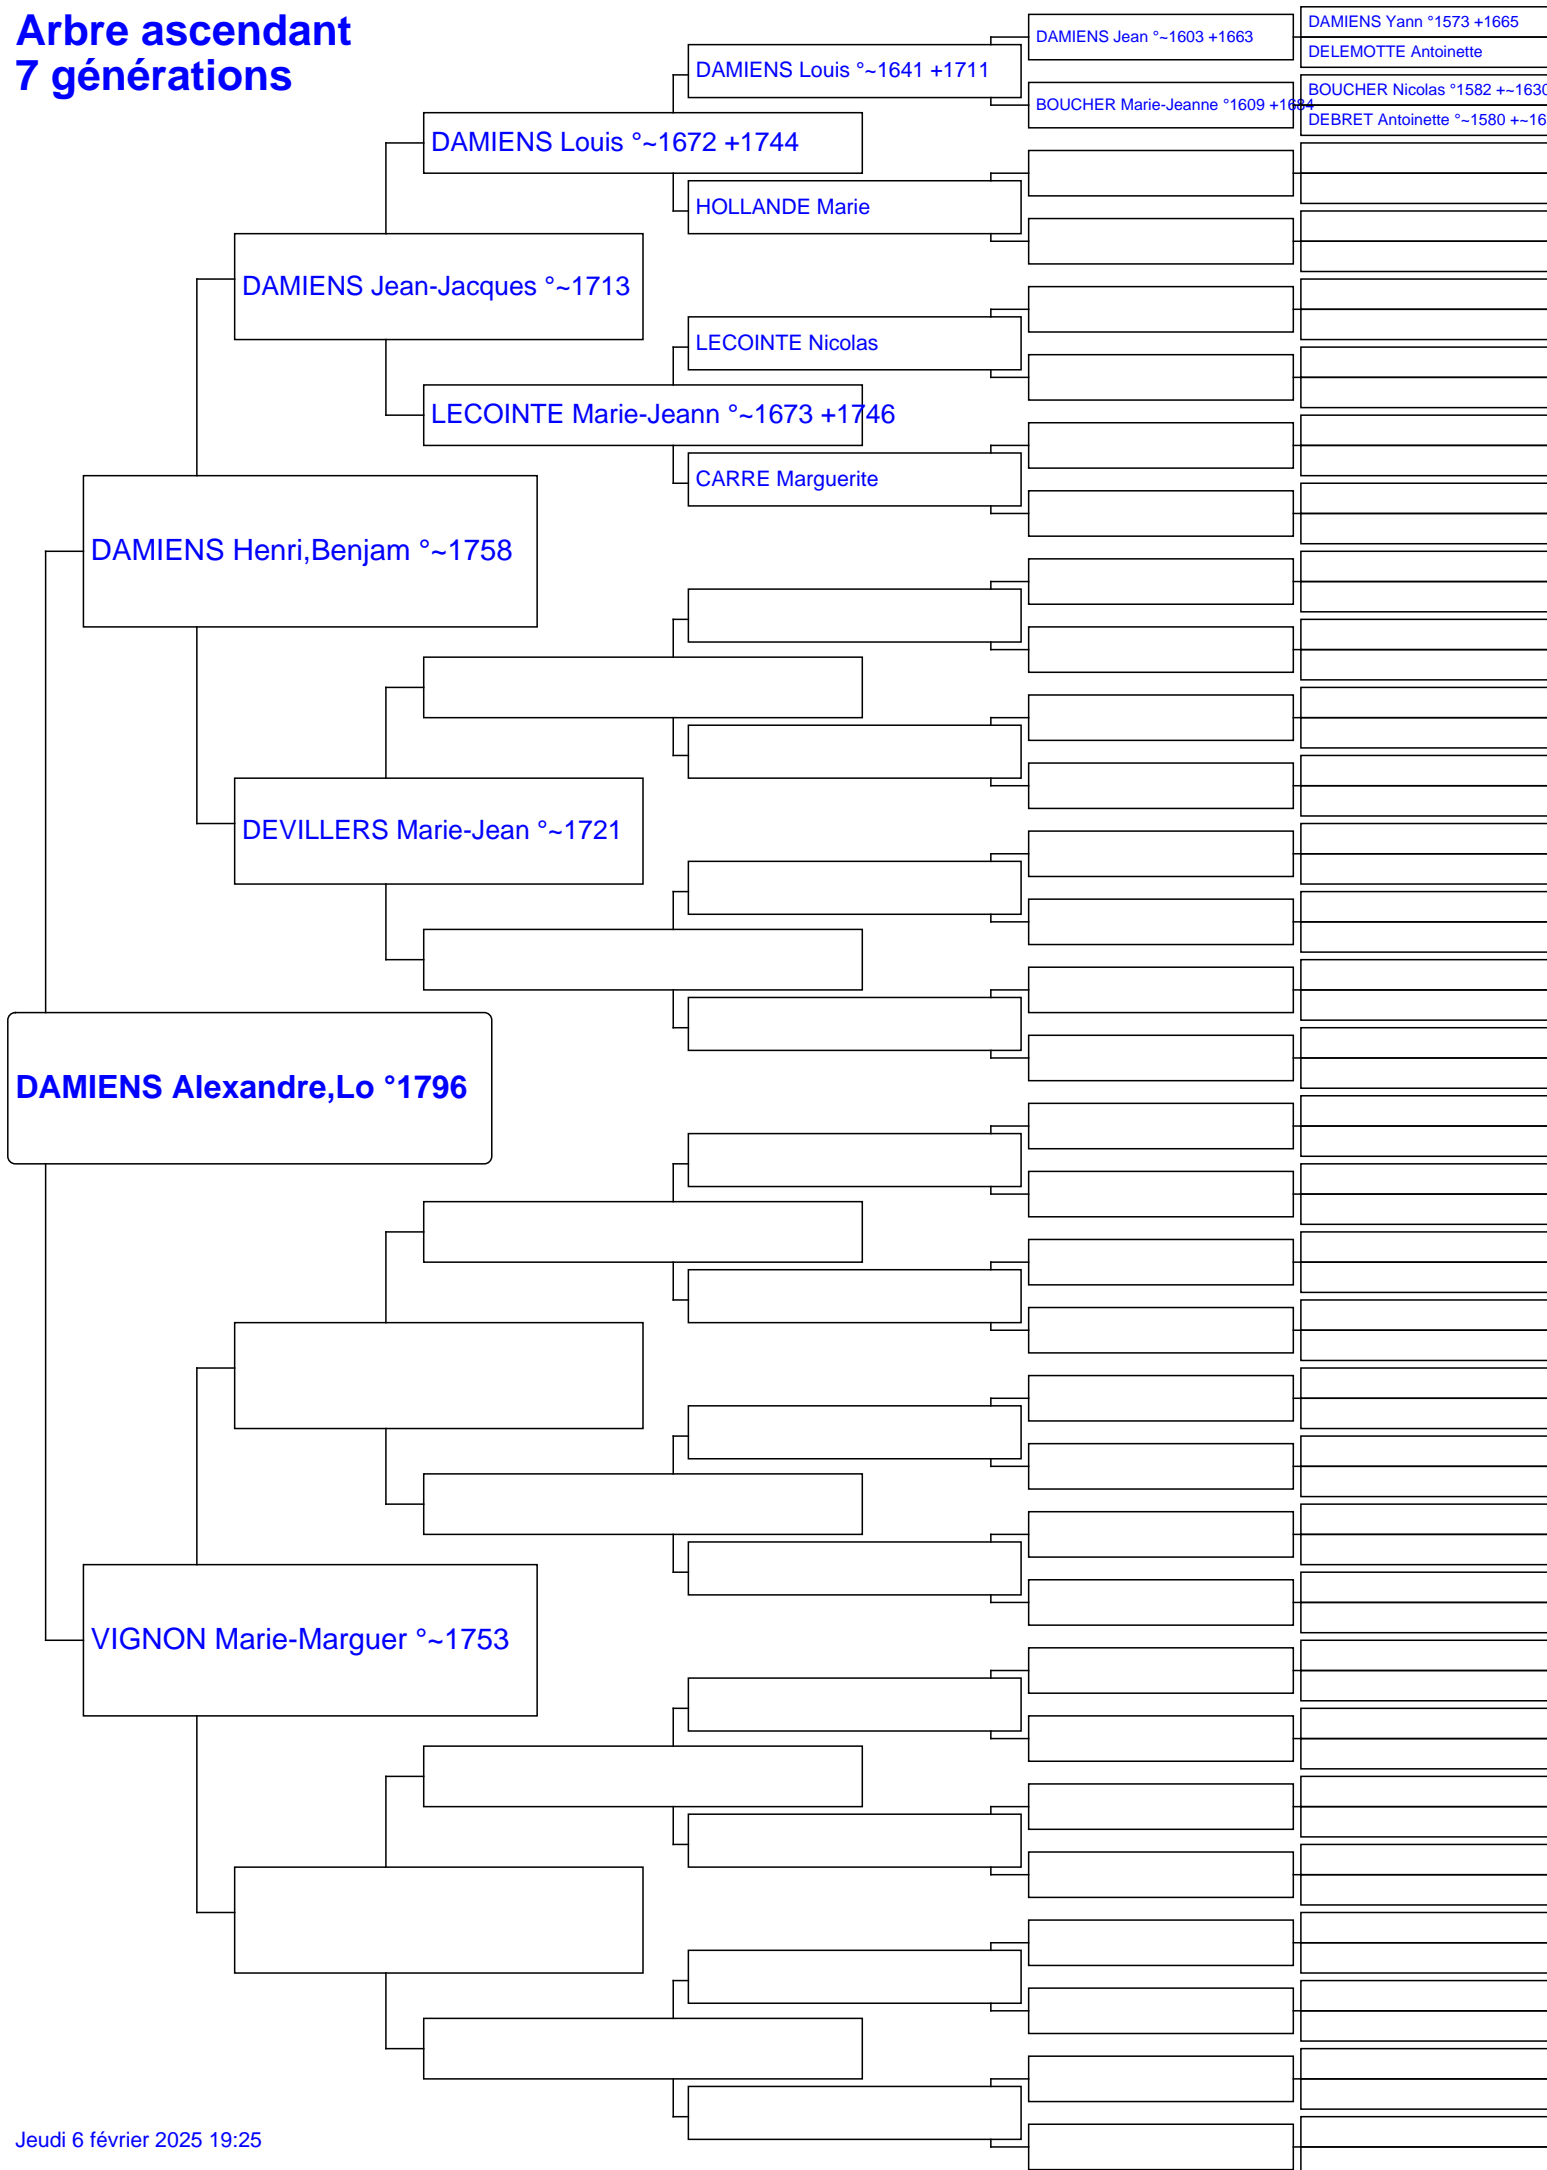 Arbre ascendant
7 générations
DAMIENS Yann °1573 +1665
DAMIENS Jean °~1603 +1663
DELEMOTTE Antoinette
DAMIENS Louis °~1641 +1711
BOUCHER Nicolas °1582 +~1630
BOUCHER Marie-Jeanne °1609 +1684
DEBRET Antoinette °~1580 +~16
DAMIENS Louis °~1672 +1744
HOLLANDE Marie
DAMIENS Jean-Jacques °~1713
LECOINTE Nicolas
LECOINTE Marie-Jeann °~1673 +1746
CARRE Marguerite
DAMIENS Henri,Benjam °~1758
DEVILLERS Marie-Jean °~1721
DAMIENS Alexandre,Lo °1796
VIGNON Marie-Marguer °~1753
Jeudi 6 février 2025 19:25